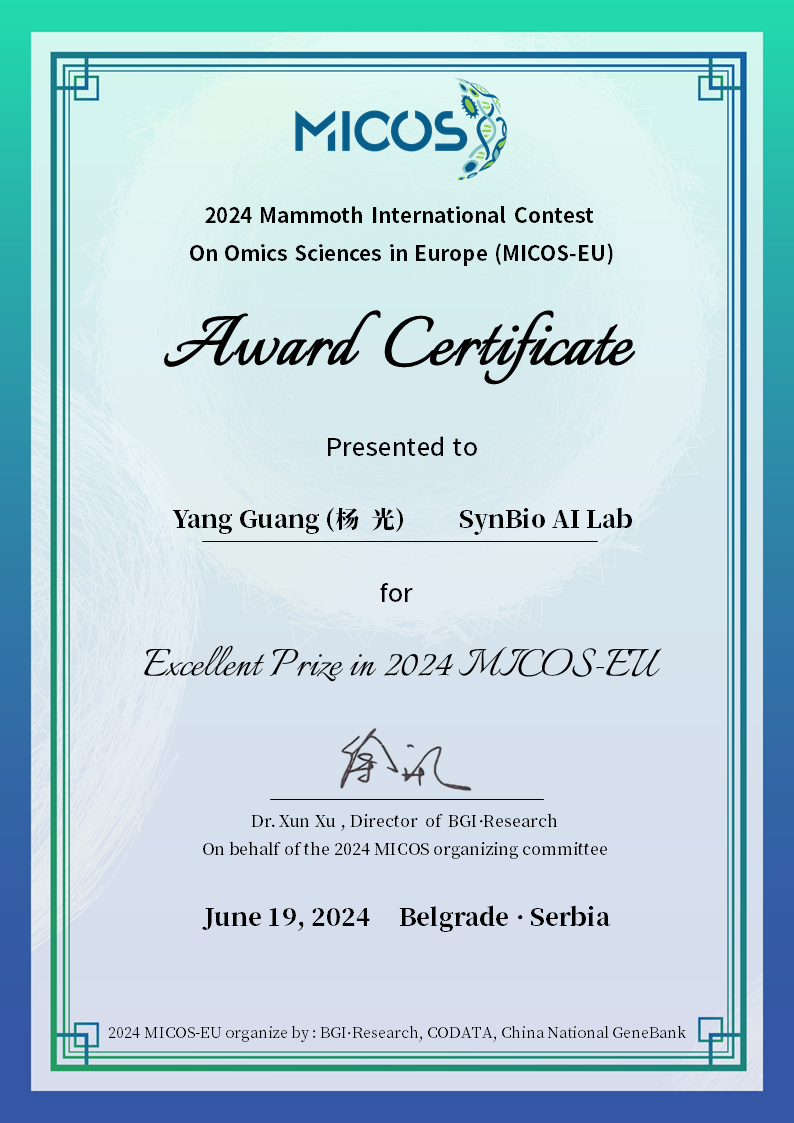 MICOS
2024 Mammoth International Contest
On Omics Sciences in Europe (MICOS-EU)
Award Certificate
Presented to
Yang Guang (杨 光) SynBio AI Lab
for
Excellent Prize in 2024 MICOS-EU
徐讯
Dr. Xun Xu , Director of BGI·Research
On behalf of the 2024 MICOS organizing committee
June 19, 2024 Belgrade · Serbia
2024 MICOS-EU organize by : BGI·Research, CODATA, China National GeneBank